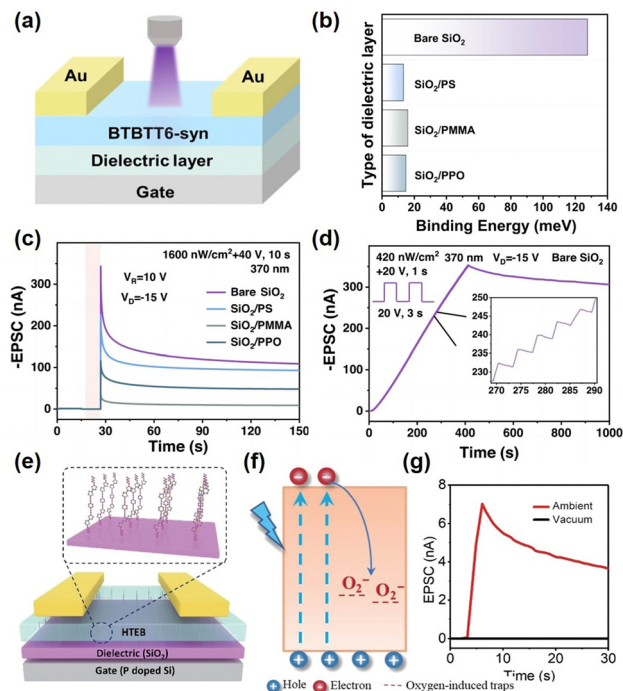 (a)
Au
Au
BTBTT6-syn
Dielectric layer
Gate
(b)
Type of dielectric layer
Bare SiO₂
SiO₂/PS
SiO₂/PMMA
SiO₂/PPO
0 20 40 60 80 100 120 140
Binding Energy (meV)
(c)
-EPSC (nA)
400
300
200
100
0
1600 nW/cm²+40 V, 10 s
370 nm
V_R=10 V
V_D=-15 V
Bare SiO₂
SiO₂/PS
SiO₂/PMMA
SiO₂/PPO
0 30 60 90 120 150
Time (s)
(d)
-EPSC (nA)
300
200
100
0
420 nW/cm² 370 nm V_D=-15 V Bare SiO₂
+20 V, 1 s
20 V, 3 s
250
245
240
235
230
270 275 280 285 290
0 200 400 600 800 1000
Time (s)
(e)
HTEB
Dielectric (SiO₂)
Gate (P doped Si)
(f)
O₂⁻
O₂⁻
Hole Electron Oxygen-induced traps
(g)
EPSC (nA)
8
6
4
2
0
Ambient
Vacuum
0 10 20 30
Time (s)